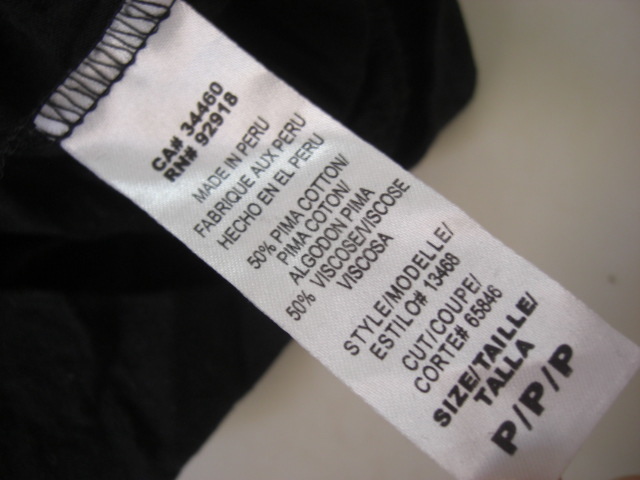 CA# 34460
RN# 92918
MADE IN PERU
FABRIQUE AUX PERU
HECHO EN EL PERU
50% PIMA COTTON/
PIMA COTON/
ALGODON PIMA
50% VISCOSE/VISCOSE
VISCOSA
STYLE/MODELLE/
ESTILO# 13468
CUT/COUPE/
CORTE# 65846
SIZE/TAILLE/
TALLA
P/P/P